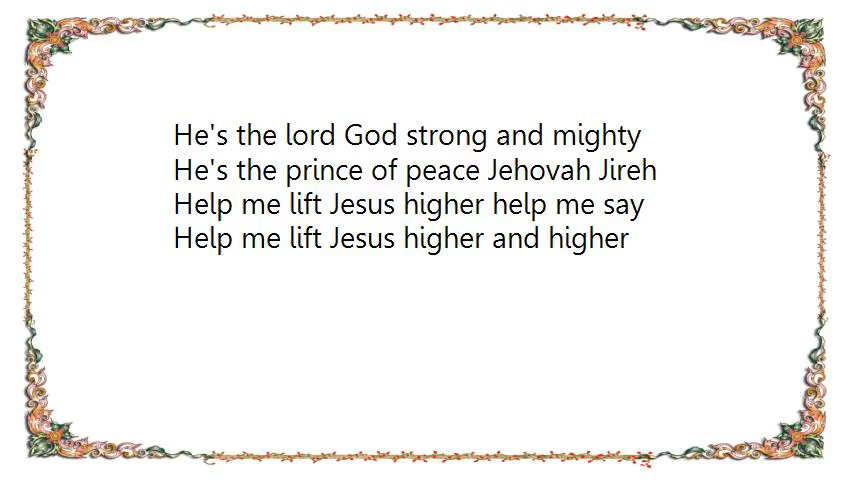 He's the lord God strong and mighty
He's the prince of peace Jehovah Jireh
Help me lift Jesus higher help me say
Help me lift Jesus higher and higher